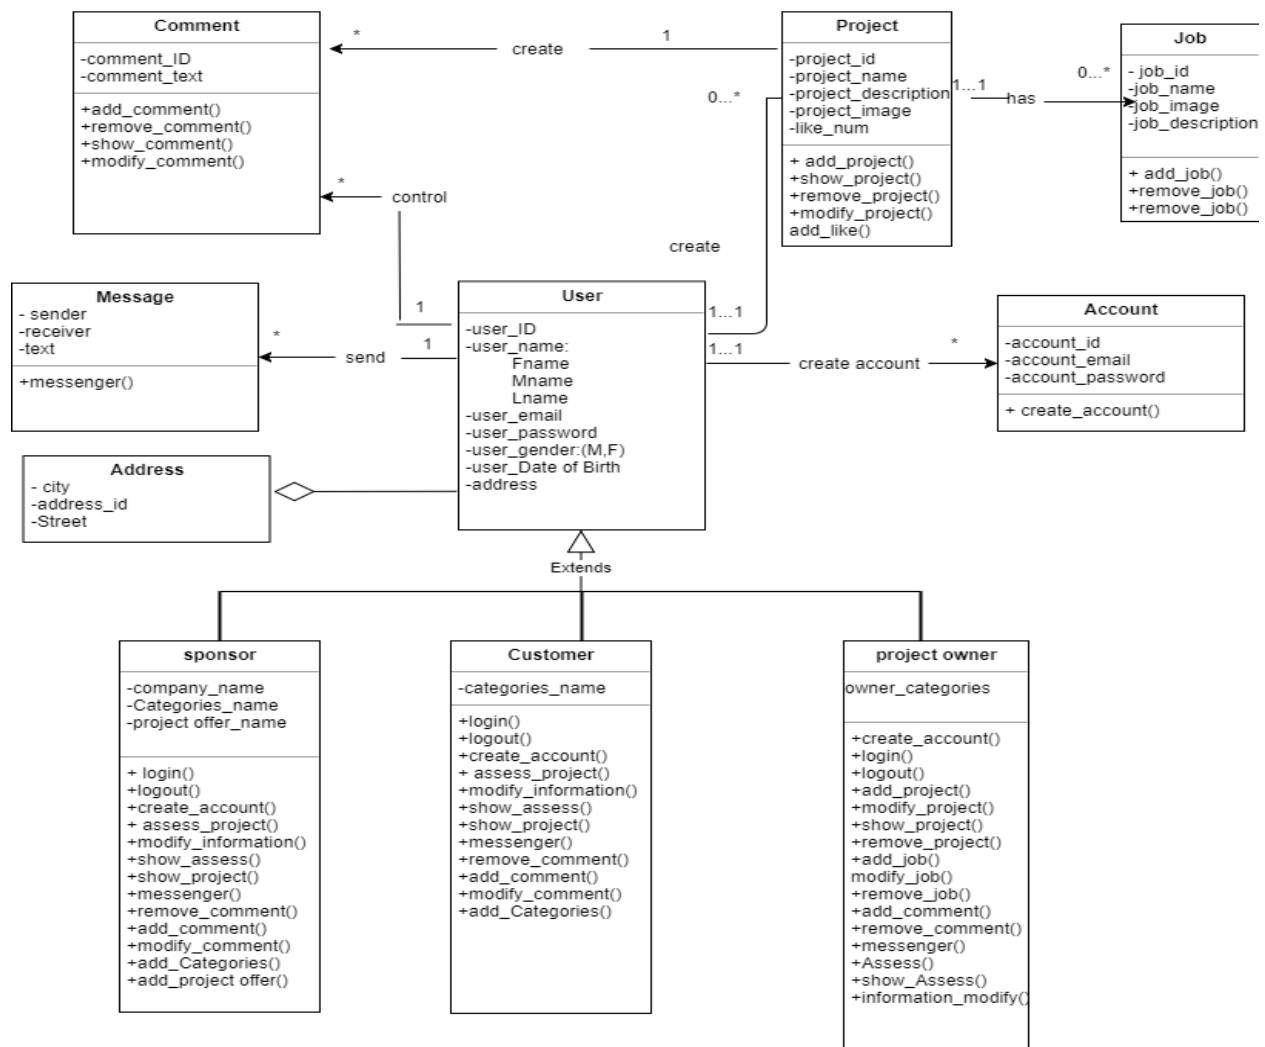 Comment
-comment_ID
-comment_text
+add_comment()
+remove_comment()
+show_comment()
+modify_comment()
*
create
1
Project
-project_id
-project_name
-project_description
-project_image
-like_num
+ add_project()
+show_project()
+remove_project()
+modify_project()
add_like()
1...1
has
0...*
Job
- job_id
-job_name
-job_image
-job_description
+ add_job()
+remove_job()
+remove_job()
*
control
1
0...*
create
1...1
Message
- sender
-receiver
-text
+messenger()
*
send
1
User
-user_ID
-user_name:
Fname
Mname
Lname
-user_email
-user_password
-user_gender:(M,F)
-user_Date of Birth
-address
1...1
create account
*
Account
-account_id
-account_email
-account_password
+ create_account()
Address
- city
-address_id
-Street
Extends
sponsor
-company_name
-Categories_name
-project offer_name
+ login()
+logout()
+create_account()
+ assess_project()
+modify_information()
+show_assess()
+show_project()
+messenger()
+remove_comment()
+add_comment()
+modify_comment()
+add_Categories()
+add_project offer()
Customer
-categories_name
+login()
+logout()
+create_account()
+ assess_project()
+modify_information()
+show_assess()
+show_project()
+messenger()
+remove_comment()
+add_comment()
+modify_comment()
+add_Categories()
project owner
owner_categories
+create_account()
+login()
+logout()
+add_project()
+modify_project()
+show_project()
+remove_project()
+add_job()
modify_job()
+remove_job()
+add_comment()
+remove_comment()
+messenger()
+Assess()
+show_Assess()
+information_modify()